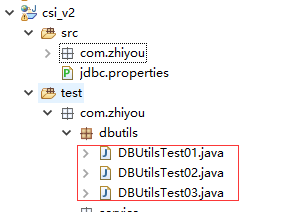 csi_v2
src
com.zhiyou
jdbc.properties
test
com.zhiyou
dbutils
DBUtilsTest01.java
DBUtilsTest02.java
DBUtilsTest03.java